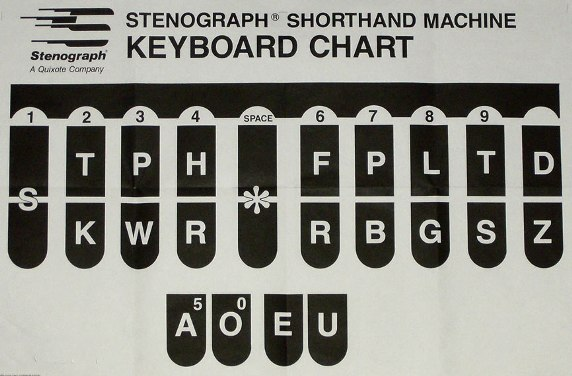 STENOGRAPH® SHORTHAND MACHINE
KEYBOARD CHART
Stenograph®
A Quixote Company
1 2 3 4 SPACE 6 7 8 9
T P H F P L T D
S *
K W R R B G S Z
5 0
A O E U